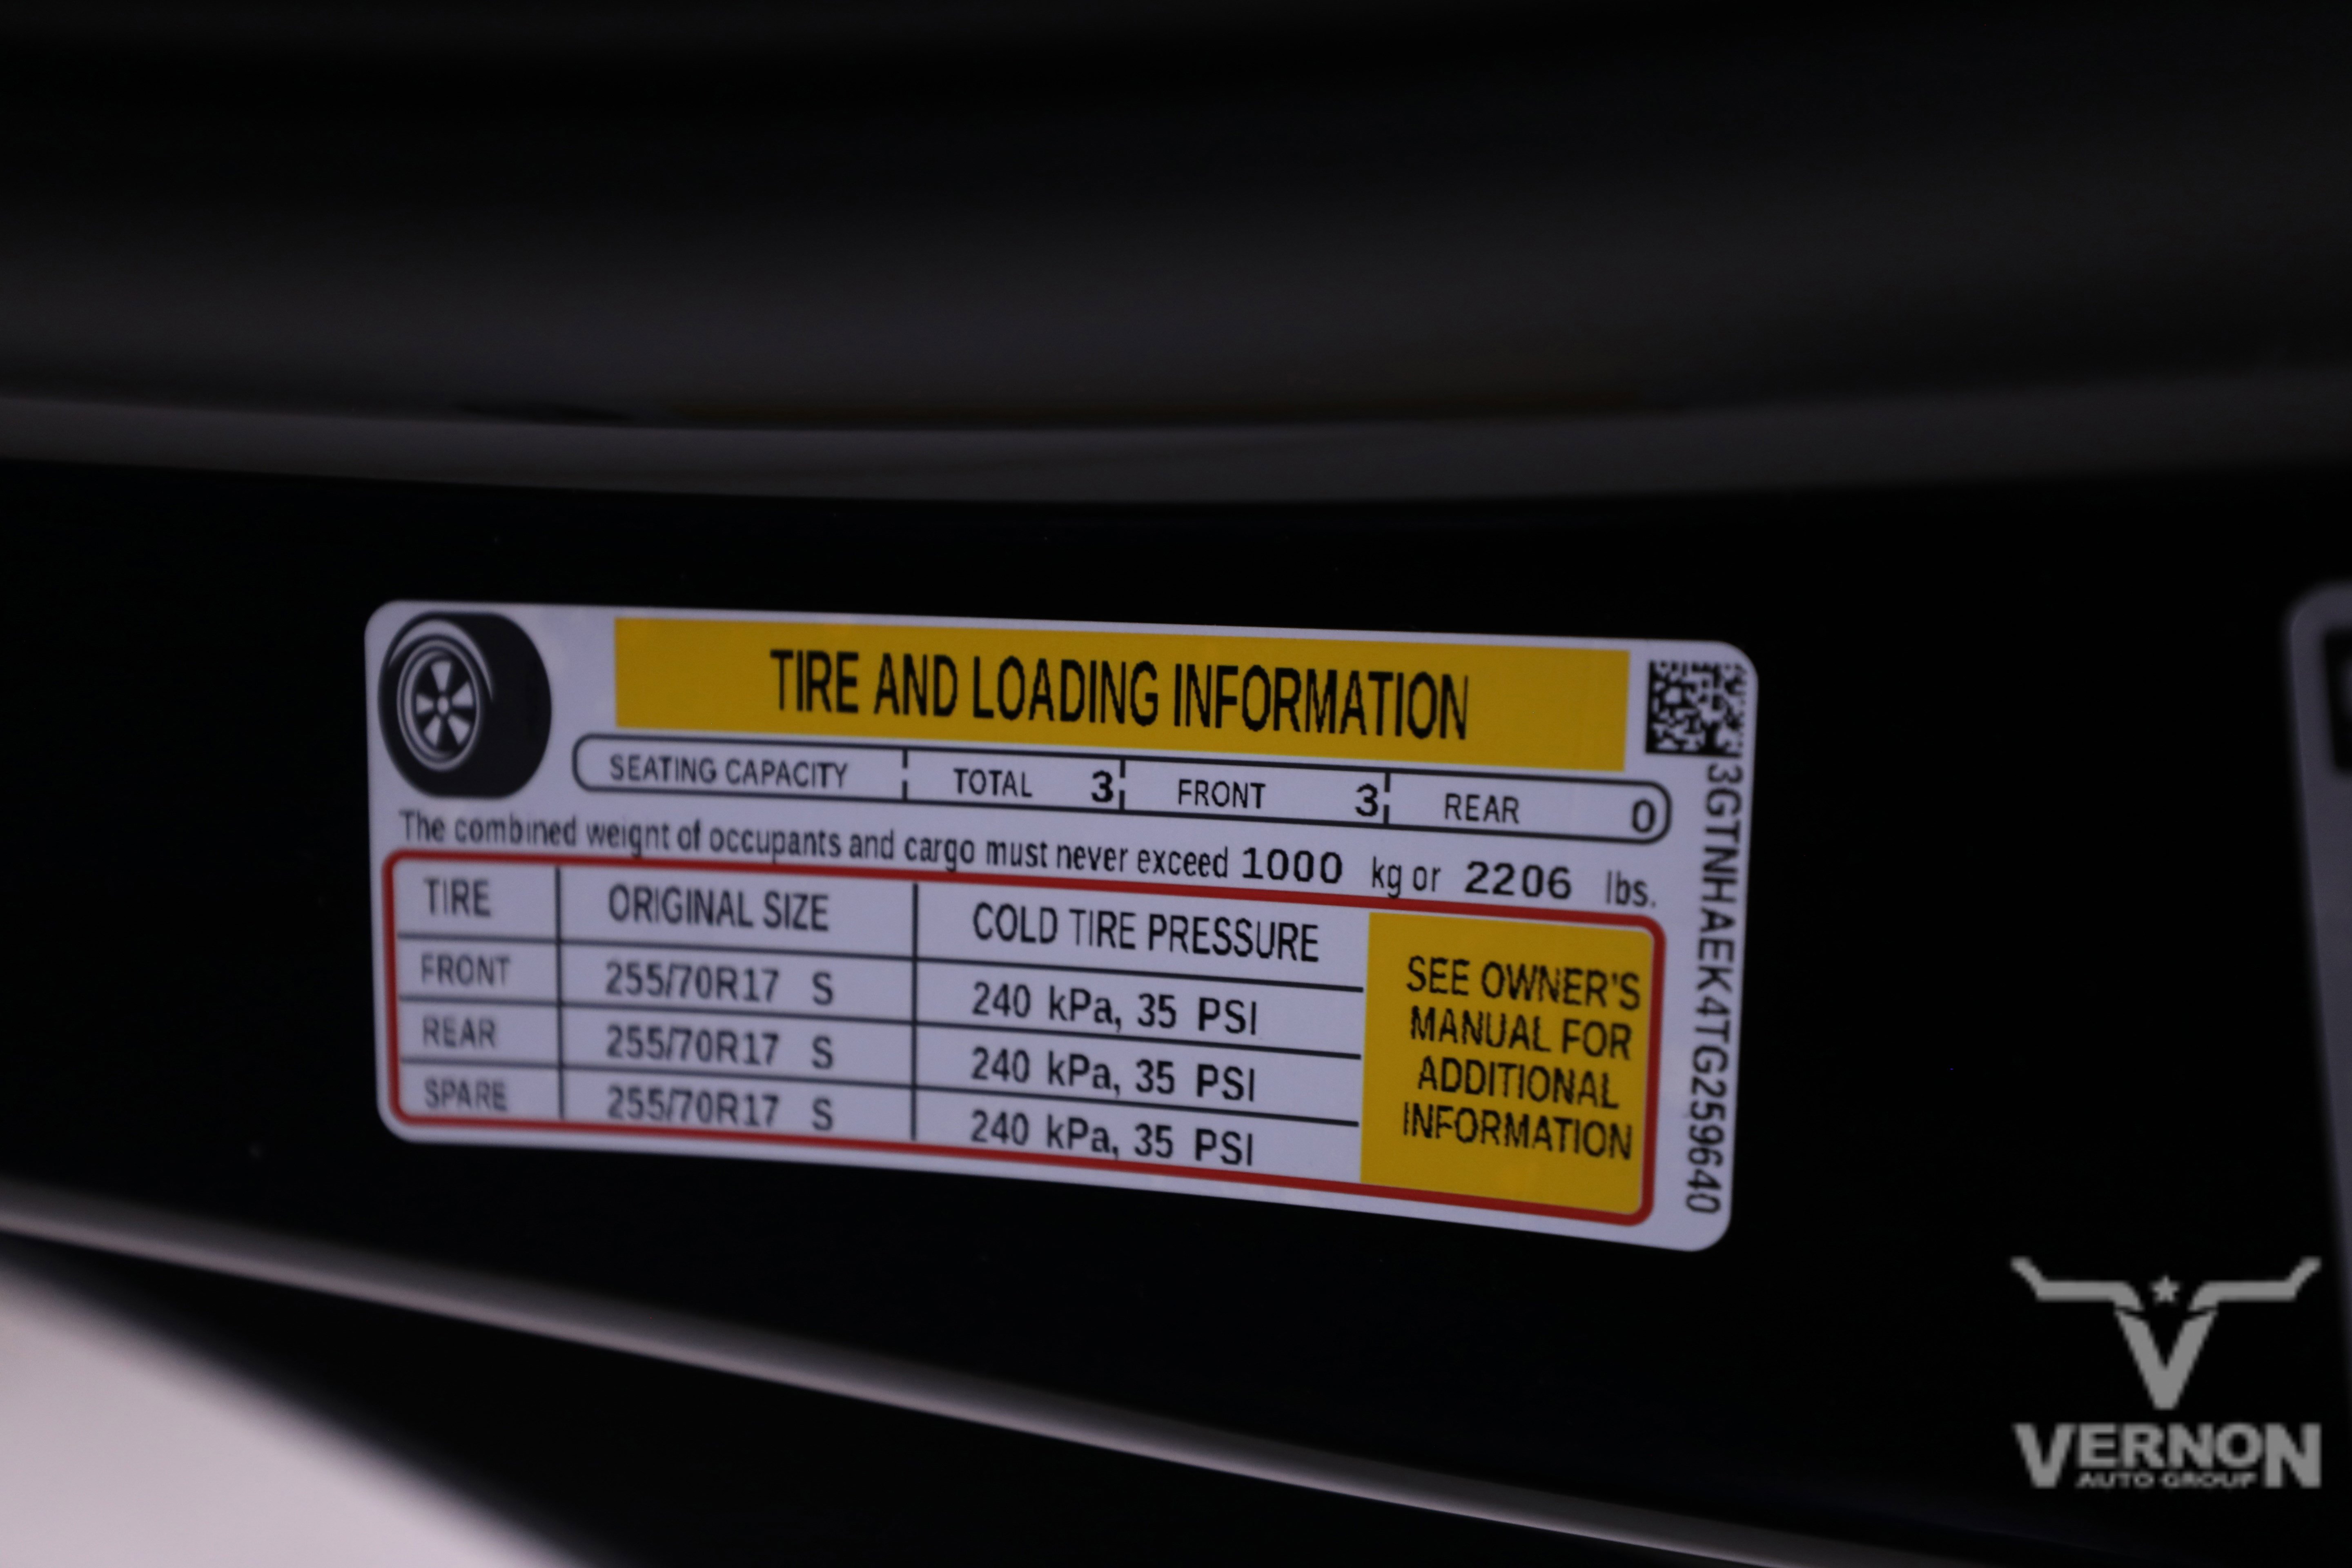 TIRE AND LOADING INFORMATION
SEATING CAPACITY TOTAL 3 FRONT 3 REAR 0
The combined weight of occupants and cargo must never exceed 1000 kg or 2206 lbs.
TIRE ORIGINAL SIZE COLD TIRE PRESSURE
FRONT 255/70R17 S 240 kPa, 35 PSI
REAR 255/70R17 S 240 kPa, 35 PSI
SPARE 255/70R17 S 240 kPa, 35 PSI
SEE OWNER'S
MANUAL FOR
ADDITIONAL
INFORMATION
3GTNHAEK4TG259640
VERNON
AUTO GROUP